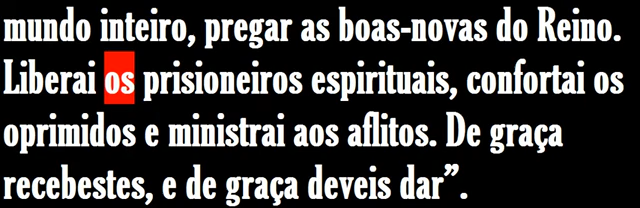 mundo inteiro, pregar as boas-novas do Reino.
Liberai os prisioneiros espirituais, confortai os
oprimidos e ministrai aos aflitos. De graça
recebestes, e de graça deveis dar”.